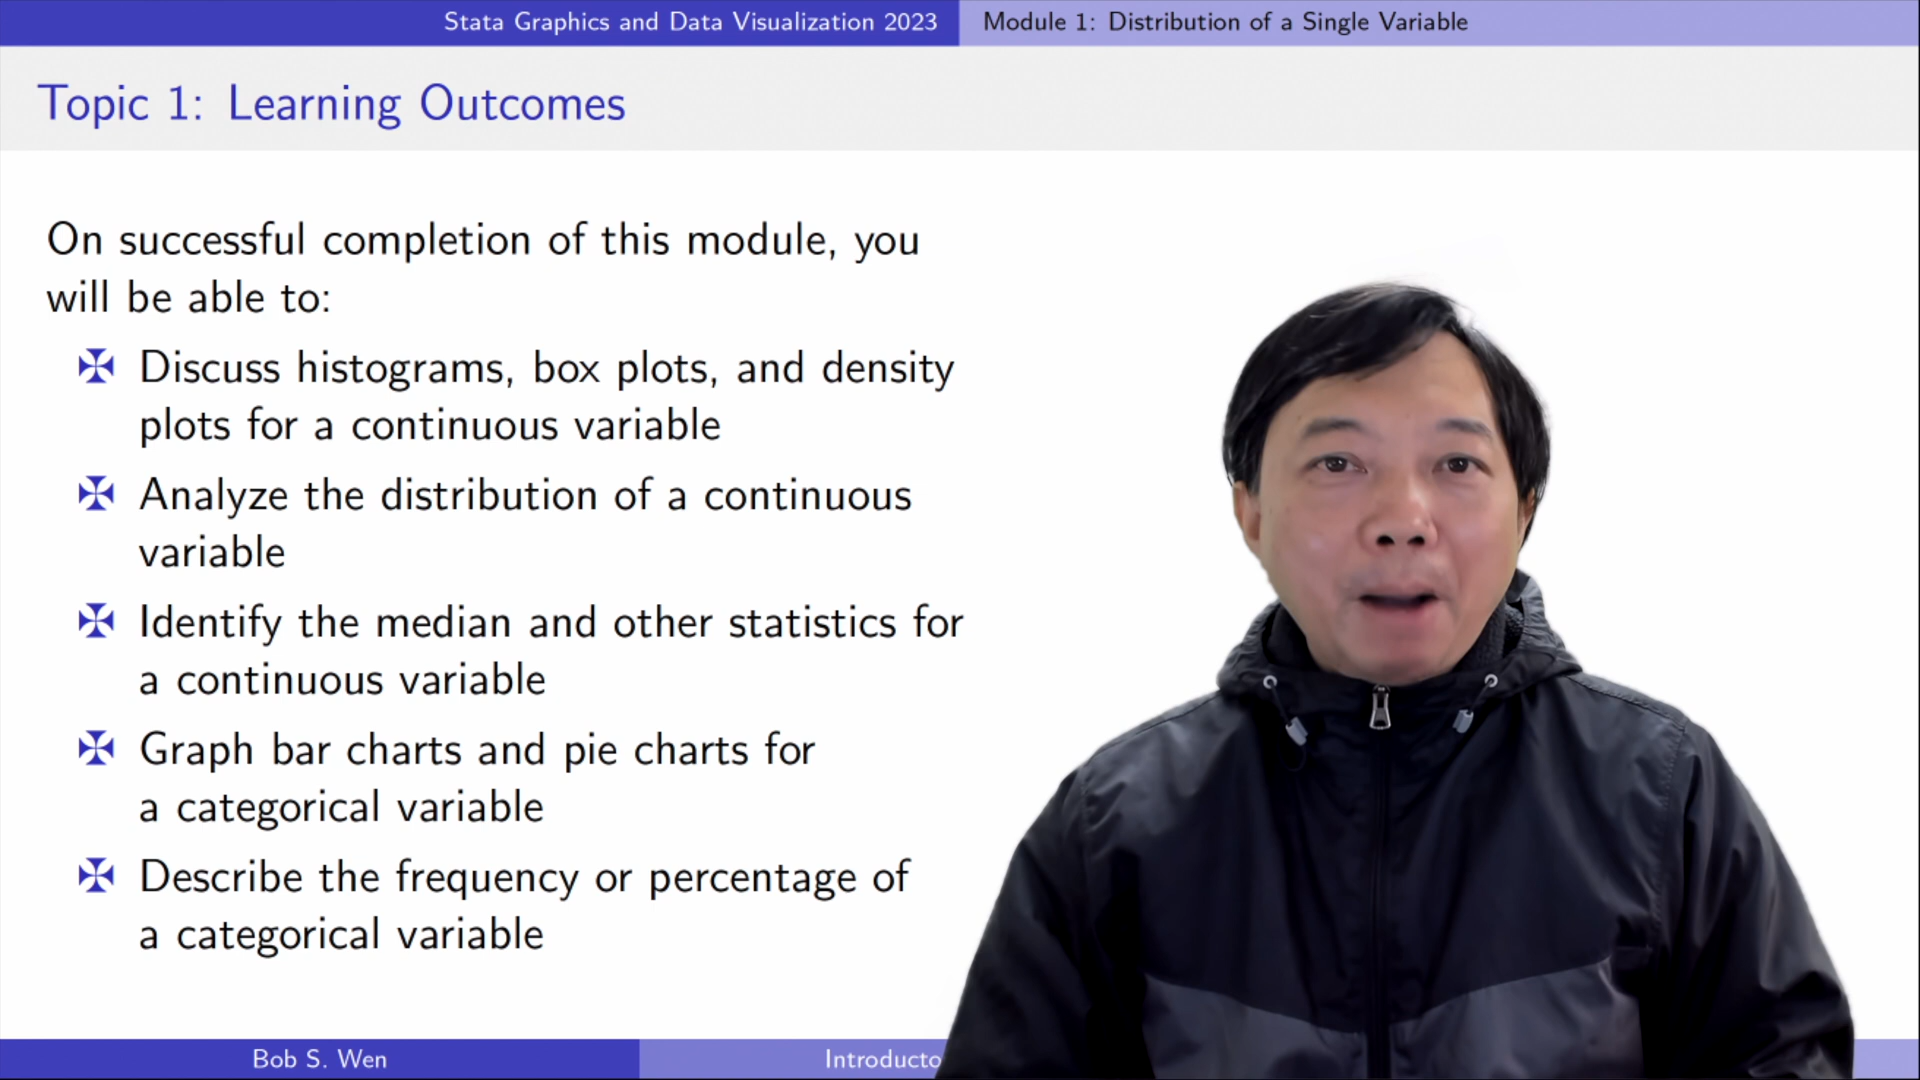 Stata Graphics and Data Visualization 2023
Module 1: Distribution of a Single Variable
Topic 1: Learning Outcomes
On successful completion of this module, you
will be able to:
Discuss histograms, box plots, and density
plots for a continuous variable
Analyze the distribution of a continuous
variable
Identify the median and other statistics for
a continuous variable
Graph bar charts and pie charts for
a categorical variable
Describe the frequency or percentage of
a categorical variable
Bob S. Wen
Introducto